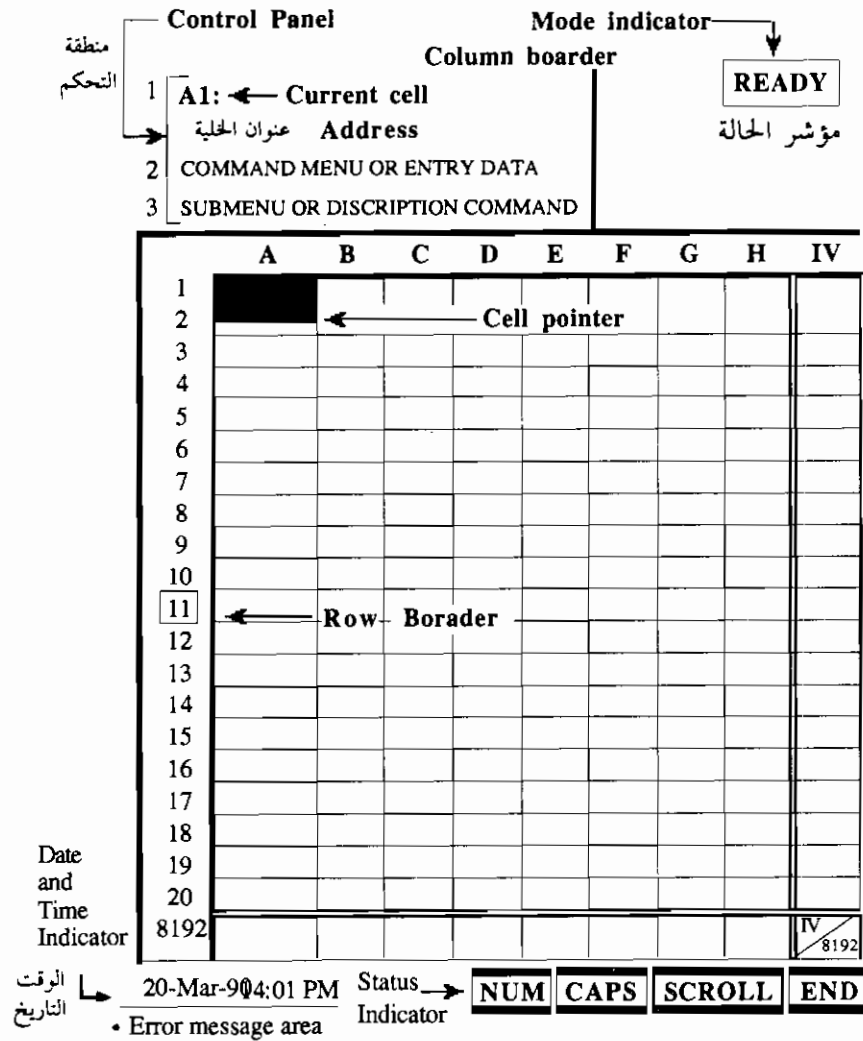 Control Panel
Mode indicator
منطقة
التحكم
Column boarder
READY
مؤشر الحالة
1 A1: Current cell
عنوان الخلية Address
2 COMMAND MENU OR ENTRY DATA
3 SUBMENU OR DISCRIPTION COMMAND
A B C D E F G H IV
1
2 Cell pointer
3
4
5
6
7
8
9
10
11 Row Borader
12
13
14
15
16
17
18
19
20
8192 IV 8192
Date
and
Time
Indicator
الوقت
التاريخ
20-Mar-90 04:01 PM
Status
Indicator
NUM CAPS SCROLL END
• Error message area